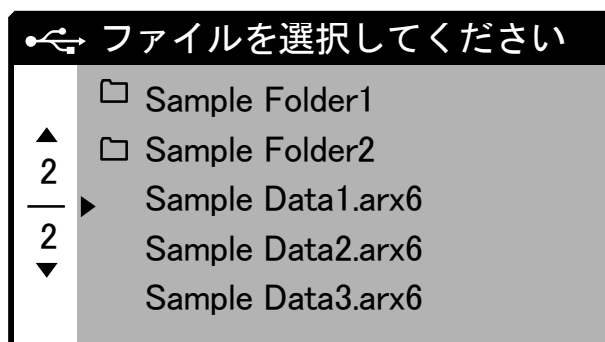 ファイルを選択してください
Sample Folder1
Sample Folder2
2
Sample Data1.arx6
2
Sample Data2.arx6
Sample Data3.arx6